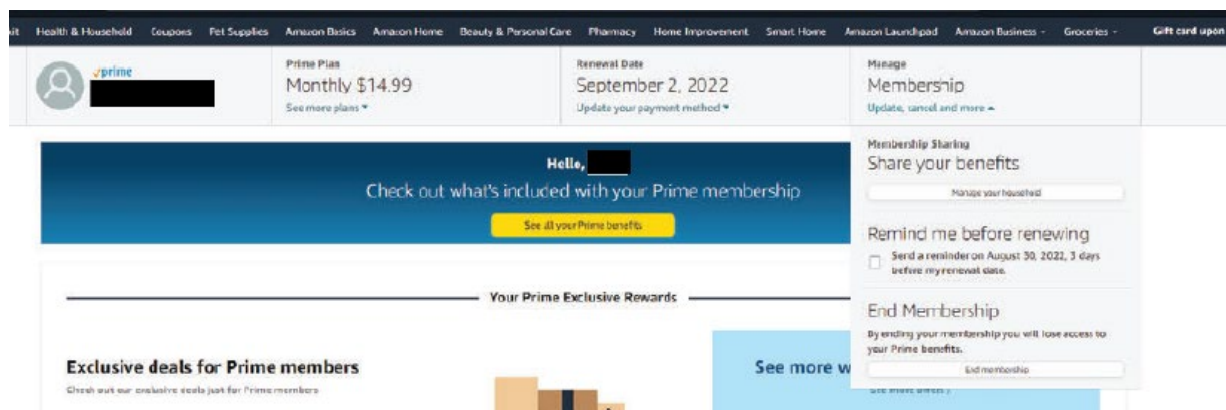 it Health & Household Coupons Pet Supplies Amazon Basics Amazon Home Beauty & Personal Care Pharmacy Home Improvement Smart Home Amazon Launchpad Amazon Business Groceries Gift card upon
prime
Prime Plan
Monthly $14.99
See more plans
Renewal Date
September 2, 2022
Update your payment method
Manage
Membership
Update, cancel and more
Membership Sharing
Share your benefits
Manage your household
Remind me before renewing
Send a reminder on August 30, 2022, 3 days
before my renewal date.
End Membership
By ending your membership you will lose access to
your Prime benefits.
End membership
Hello,
Check out what's included with your Prime membership
See all your Prime benefits
Your Prime Exclusive Rewards
Exclusive deals for Prime members
Check out our exclusive deals just for Prime members
See more w